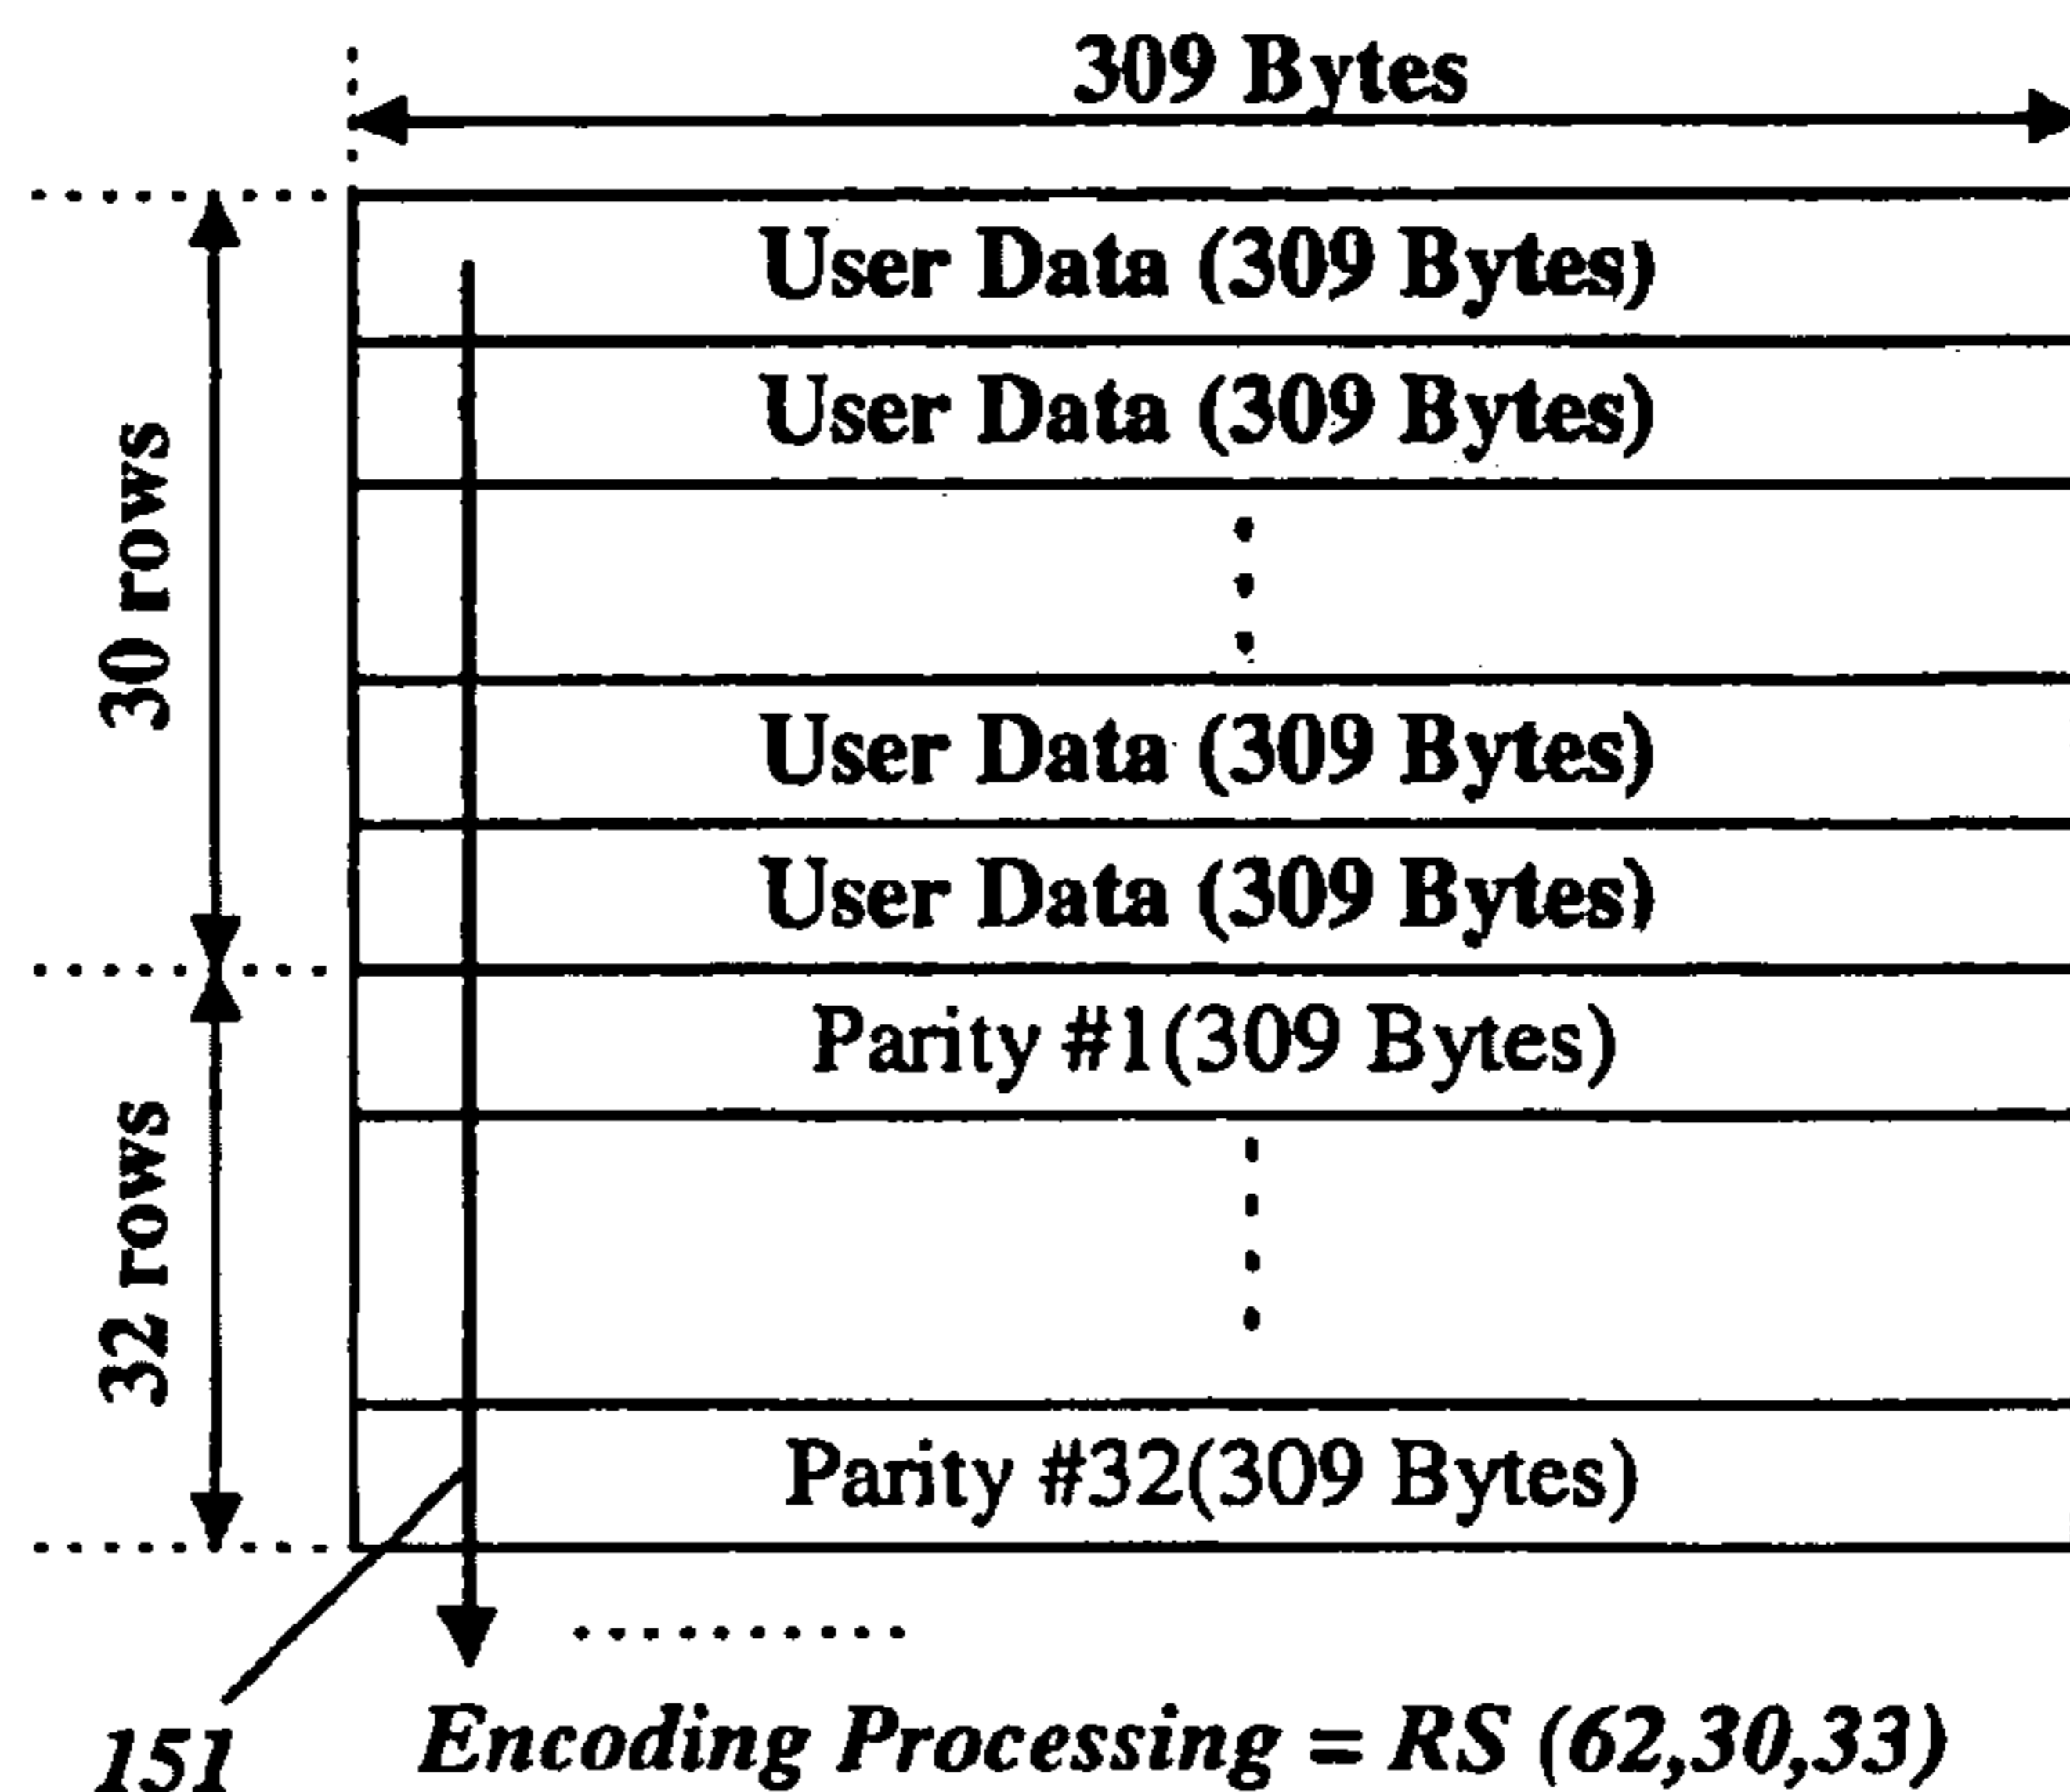 309 Bytes
User Data (309 Bytes)
User Data (309 Bytes)
30 rows
User Data (309 Bytes)
User Data (309 Bytes)
Parity #1(309 Bytes)
32 rows
Parity #32(309 Bytes)
151
Encoding Processing = RS (62,30,33)